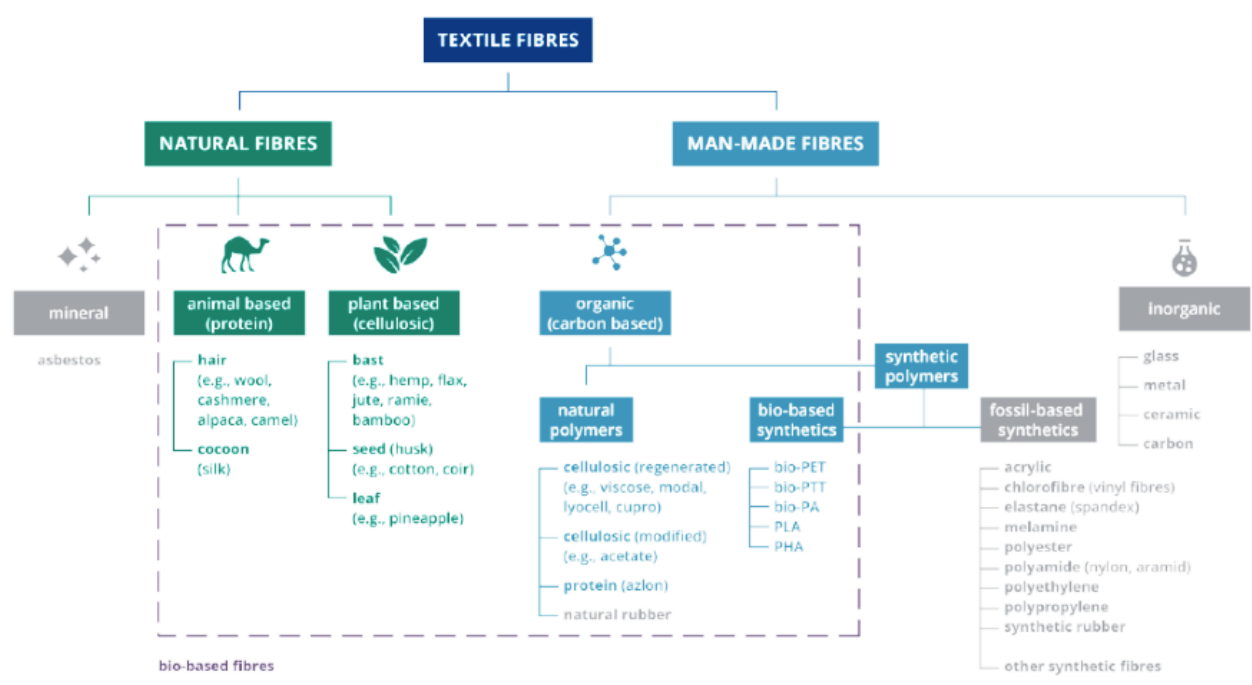 TEXTILE FIBRES
NATURAL FIBRES
MAN-MADE FIBRES
mineral
asbestos
animal based
(protein)
hair
(e.g., wool,
cashmere,
alpaca, camel)
cocoon
(silk)
plant based
(cellulosic)
bast
(e.g., hemp, flax,
jute, ramie,
bamboo)
seed (husk)
(e.g., cotton, coir)
leaf
(e.g., pineapple)
organic
(carbon based)
natural
polymers
cellulosic (regenerated)
(e.g., viscose, modal,
lyocell, cupro)
cellulosic (modified)
(e.g., acetate)
protein (azlon)
natural rubber
synthetic
polymers
bio-based
synthetics
bio-PET
bio-PTT
bio-PA
PLA
PHA
fossil-based
synthetics
acrylic
chlorofibre (vinyl fibres)
elastane (spandex)
melamine
polyester
polyamide (nylon, aramid)
polyethylene
polypropylene
synthetic rubber
other synthetic fibres
inorganic
glass
metal
ceramic
carbon
bio-based fibres